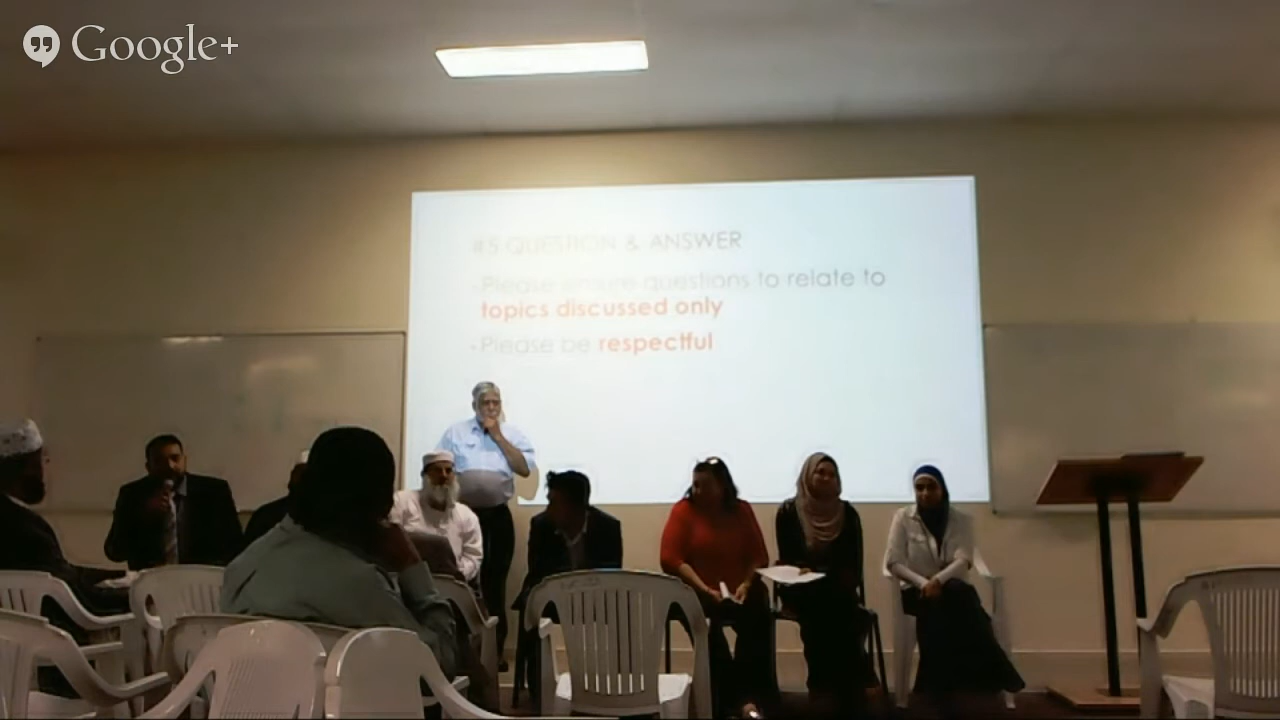 Google+
#5 QUESTION & ANSWER
Please ensure questions to relate to
topics discussed only
Please be respectful